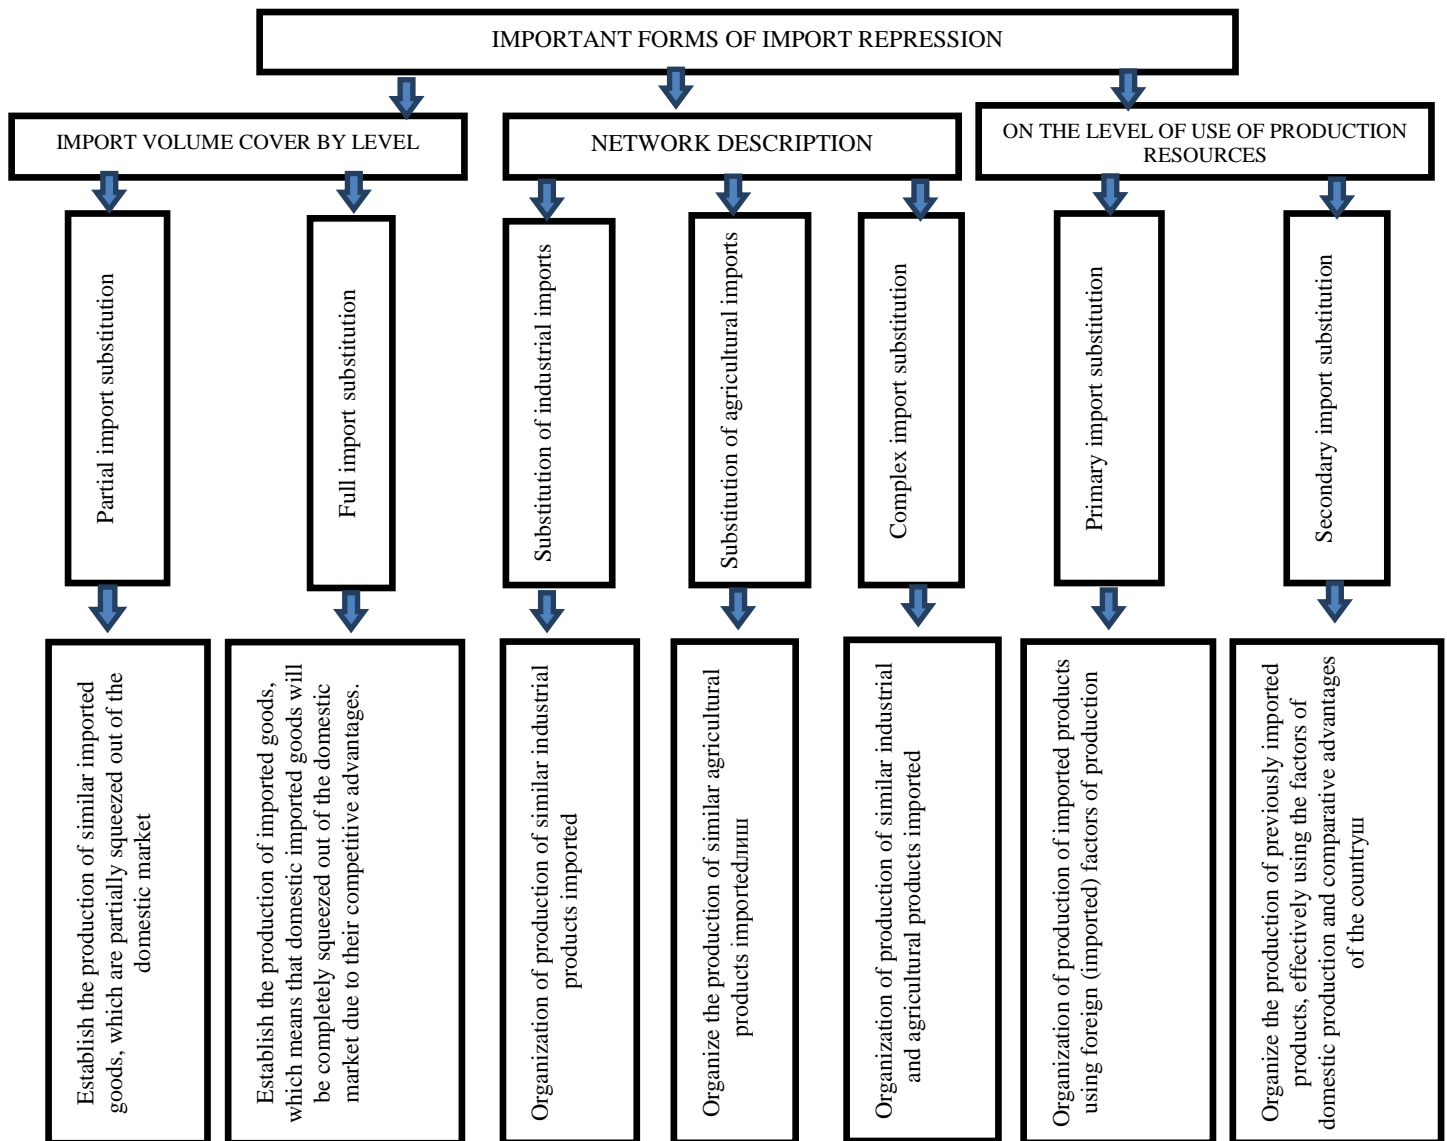 IMPORTANT FORMS OF IMPORT REPRESSION
IMPORT VOLUME COVER BY LEVEL
NETWORK DESCRIPTION
ON THE LEVEL OF USE OF PRODUCTION
RESOURCES
Partial import substitution
Full import substitution
Substitution of industrial imports
Substitution of agricultural imports
Complex import substitution
Primary import substitution
Secondary import substitution
Establish the production of similar imported
goods, which are partially squeezed out of the
domestic market
Establish the production of imported goods,
which means that domestic imported goods will
be completely squeezed out of the domestic
market due to their competitive advantages.
Organization of production of similar industrial
products imported
Organize the production of similar agricultural
products importedлиш
Organization of production of similar industrial
and agricultural products imported
Organization of production of imported products
using foreign (imported) factors of production
Organize the production of previously imported
products, effectively using the factors of
domestic production and comparative advantages
of the countryш